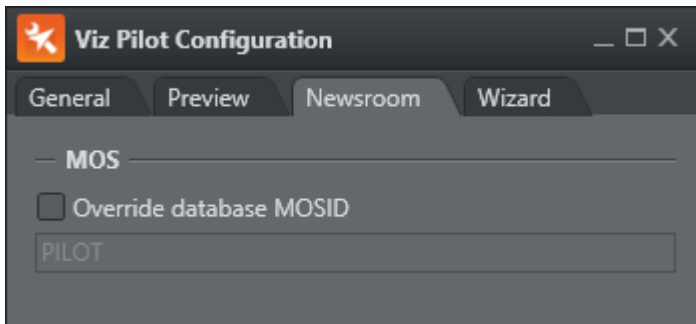 Viz Pilot Configuration
General Preview Newsroom Wizard
MOS
Override database MOSID
PILOT